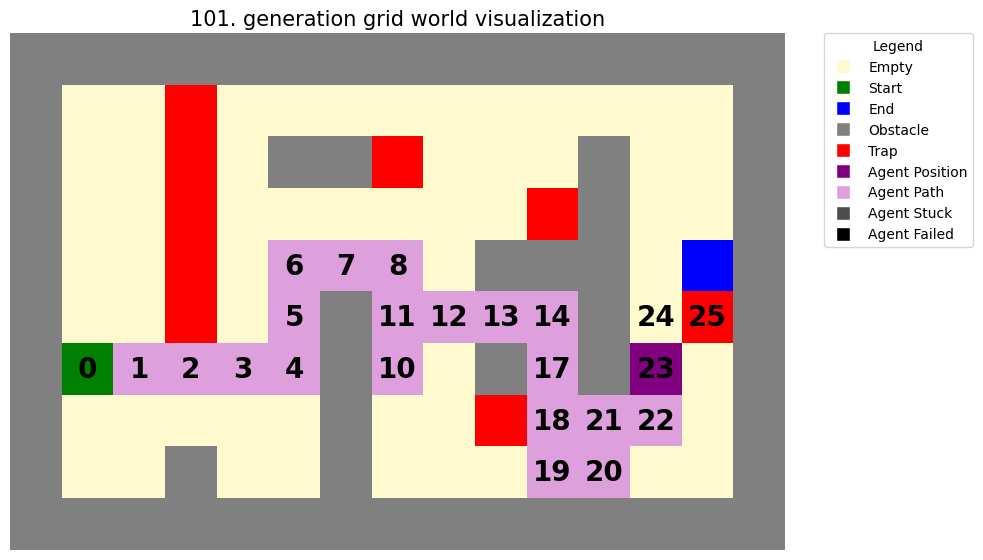 101. generation grid world visualization
Legend
Empty
Start
End
Obstacle
Trap
Agent Position
Agent Path
Agent Stuck
Agent Failed
6 7 8
5 11 12 13 14 24 25
0 1 2 3 4 10 17 23
18 21 22
19 20